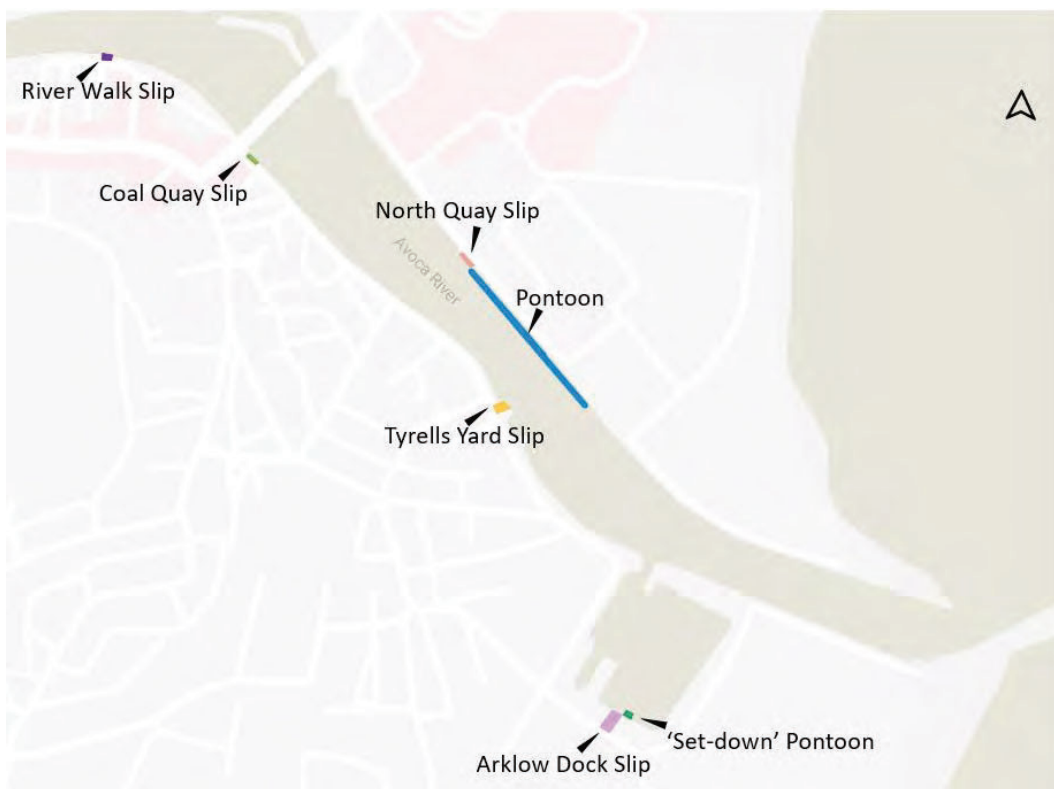 River Walk Slip
Coal Quay Slip
North Quay Slip
Avoca River
Pontoon
Tyrells Yard Slip
‘Set-down’ Pontoon
Arklow Dock Slip